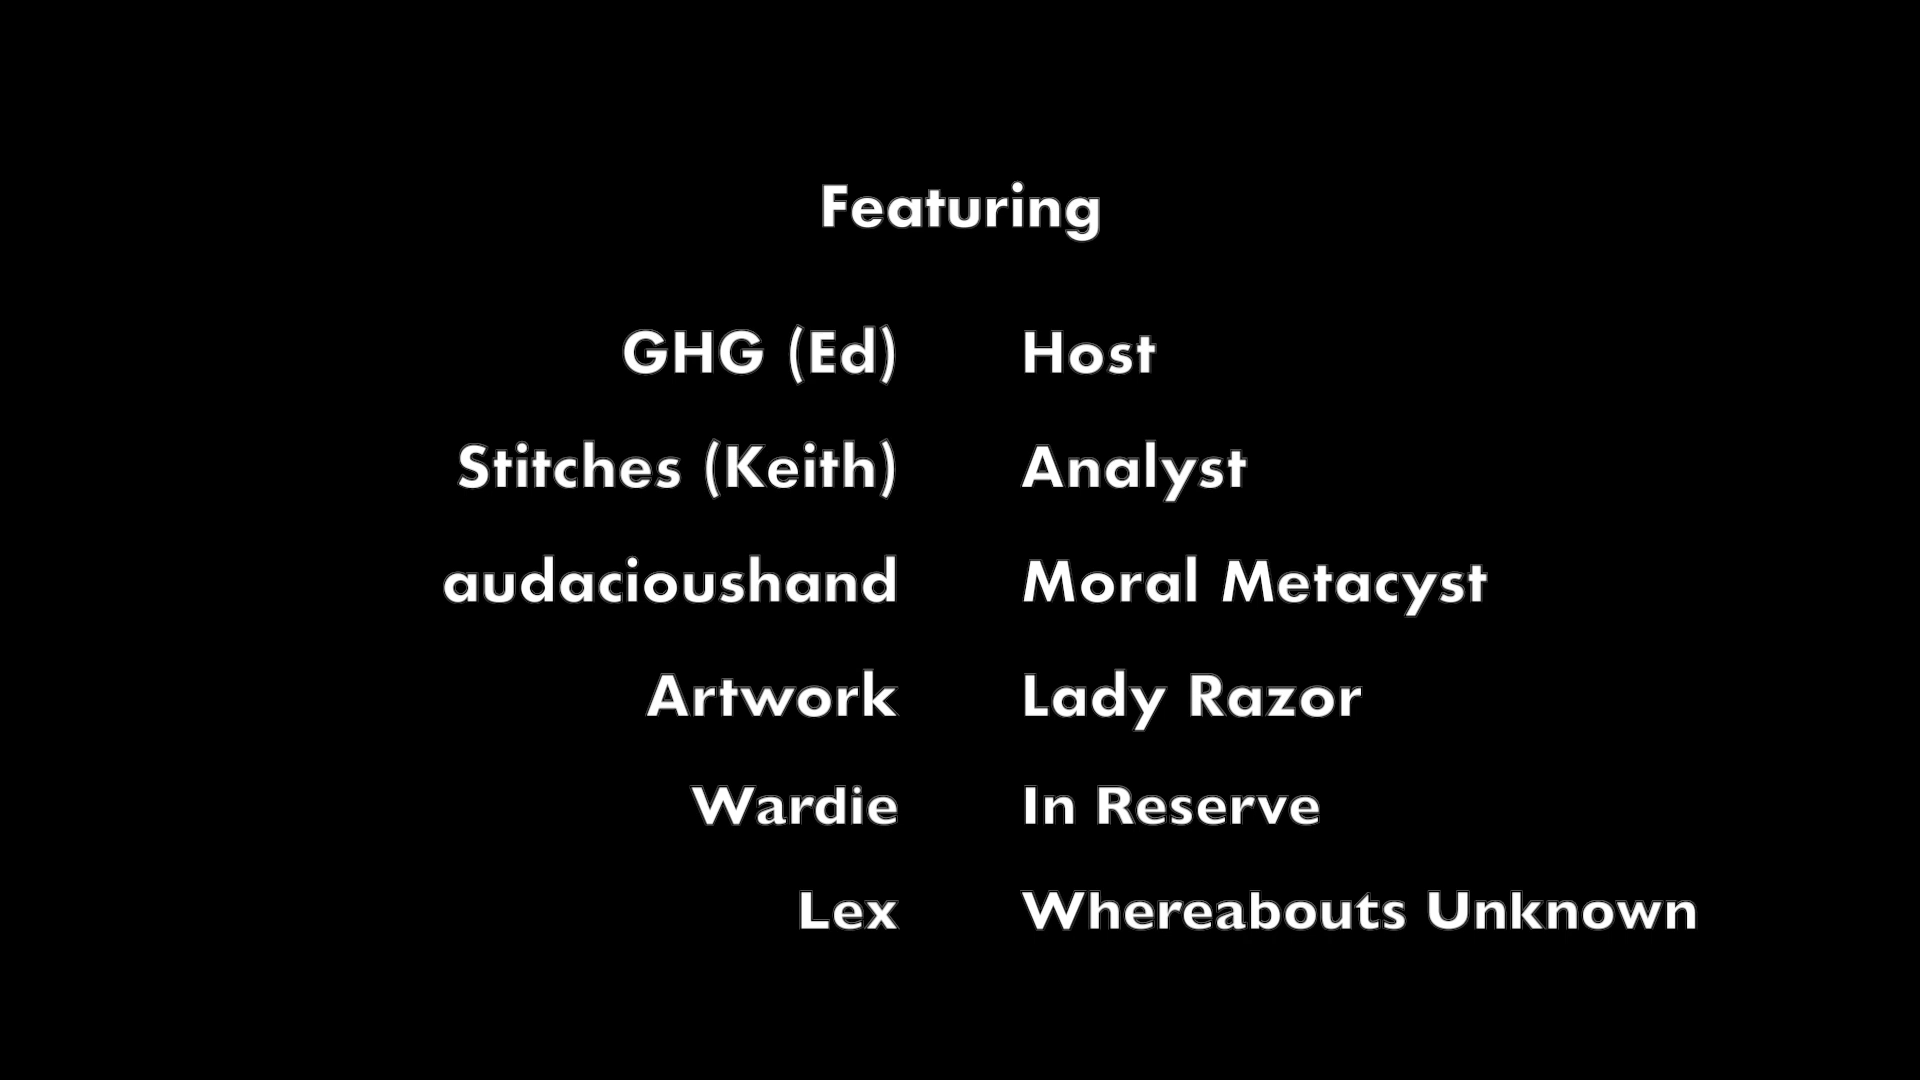 Featuring
GHG (Ed) Host
Stitches (Keith) Analyst
audacioushand Moral Metacyst
Artwork Lady Razor
Wardie In Reserve
Lex Whereabouts Unknown